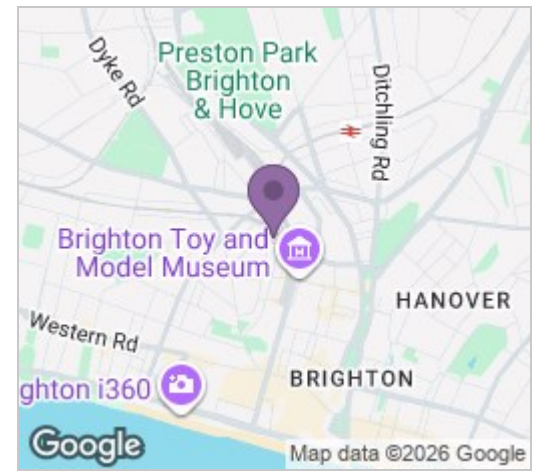 Preston Park
Brighton
& Hove
Dyke Rd
Ditchling Rd
Brighton Toy and
Model Museum
HANOVER
Western Rd
ghton i360
BRIGHTON
Google
Map data ©2026 Google